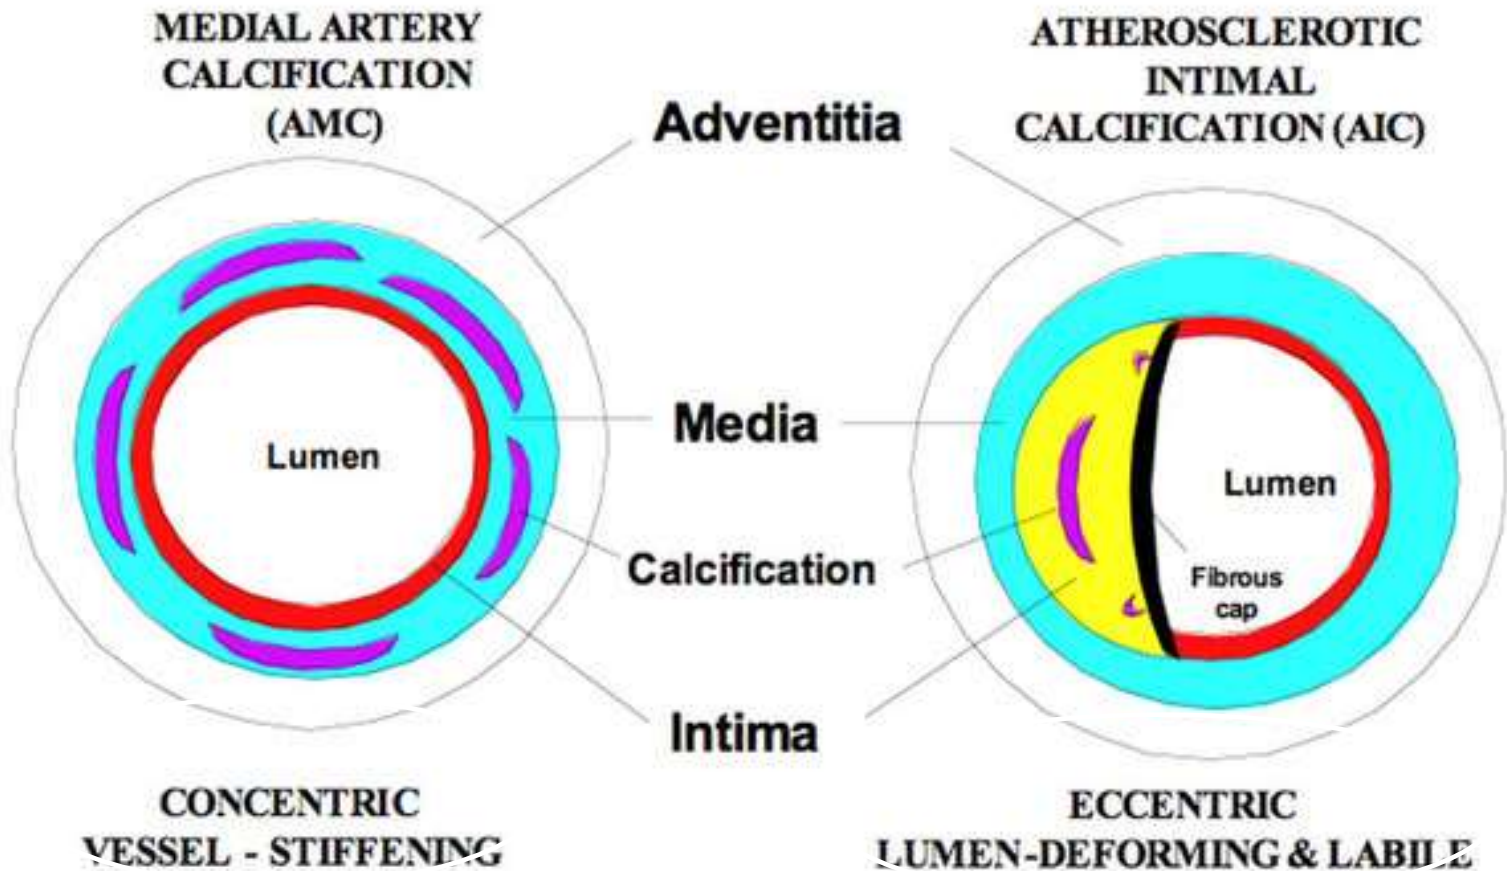 MEDIAL ARTERY
CALCIFICATION
(AMC)
ATHEROSCLEROTIC
INTIMAL
CALCIFICATION (AIC)
Adventitia
Media
Lumen
Lumen
Calcification
Fibrous
cap
Intima
CONCENTRIC
VESSEL - STIFFENING
ECCENTRIC
LUMEN-DEFORMING & LABILE